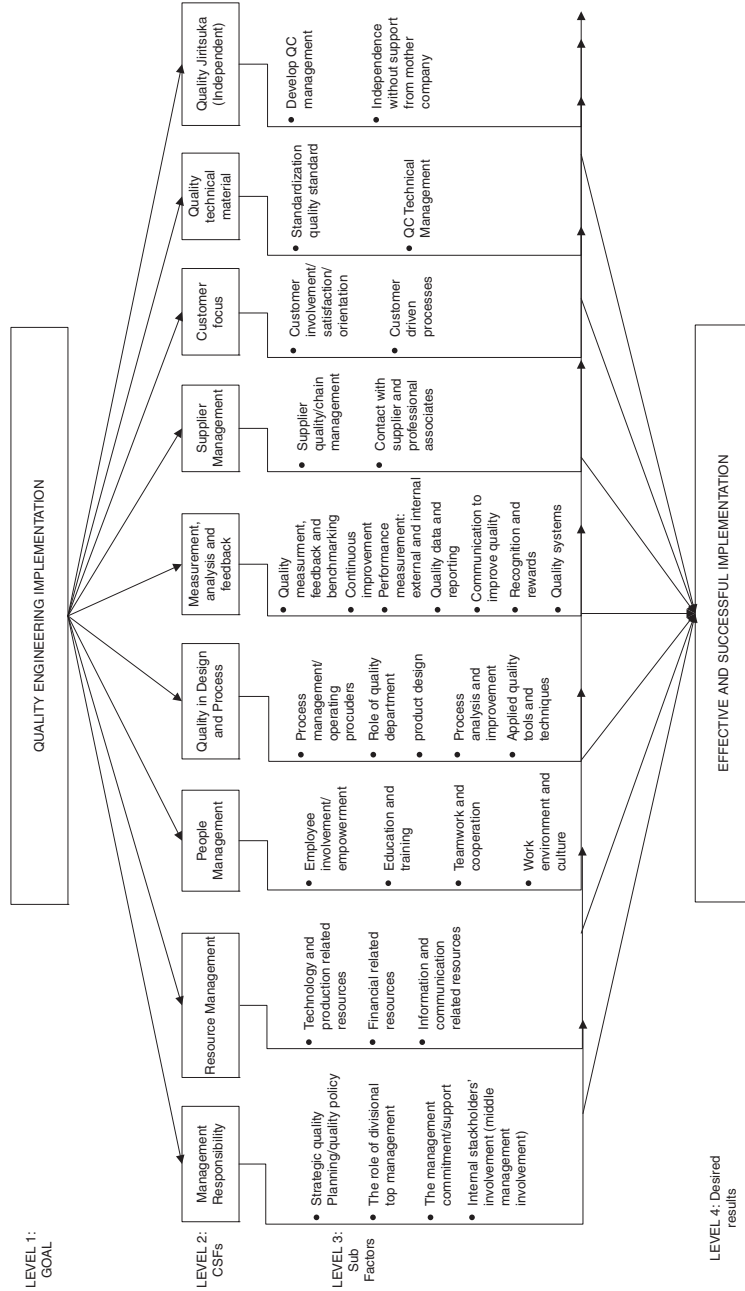 LEVEL 1:
GOAL
QUALITY ENGINEERING IMPLEMENTATION
LEVEL 2:
CSFs
Management
Responsibility
Resource Management
People
Management
Quality in Design
and Process
Measurement,
analysis and
feedback
Supplier
Management
Customer
focus
Quality
technical
material
Quality Jiritsuka
(Independent)
LEVEL 3:
Sub
Factors
• Strategic quality
Planning/quality policy
• The role of divisional
top management
• The management
commitment/support
• Internal stackholders'
involvement (middle
management
involvement)
• Technology and
production related
resources
• Financial related
resources
• Information and
communication
related resources
• Employee
involvement/
empowerment
• Education and
training
• Teamwork and
cooperation
• Work
environment and
culture
• Process
management/
operating
procuders
• Role of quality
department
• product design
• Process
analysis and
improvement
• Applied quality
tools and
techniques
• Quality
measurment,
feedback and
benchmarking
• Continuous
improvement
• Performance
measurement:
external and internal
• Quality data and
reporting
• Communication to
improve quality
• Recognition and
rewards
• Quality systems
• Supplier
quality/chain
management
• Contact with
supplier and
professional
associates
• Customer
involvement/
satisfaction/
orientation
• Customer
driven
processes
• Standardization
quality standard
• QC Technical
Management
• Develop QC
management
• Independence
without support
from mother
company
LEVEL 4: Desired
results
EFFECTIVE AND SUCCESSFUL IMPLEMENTATION